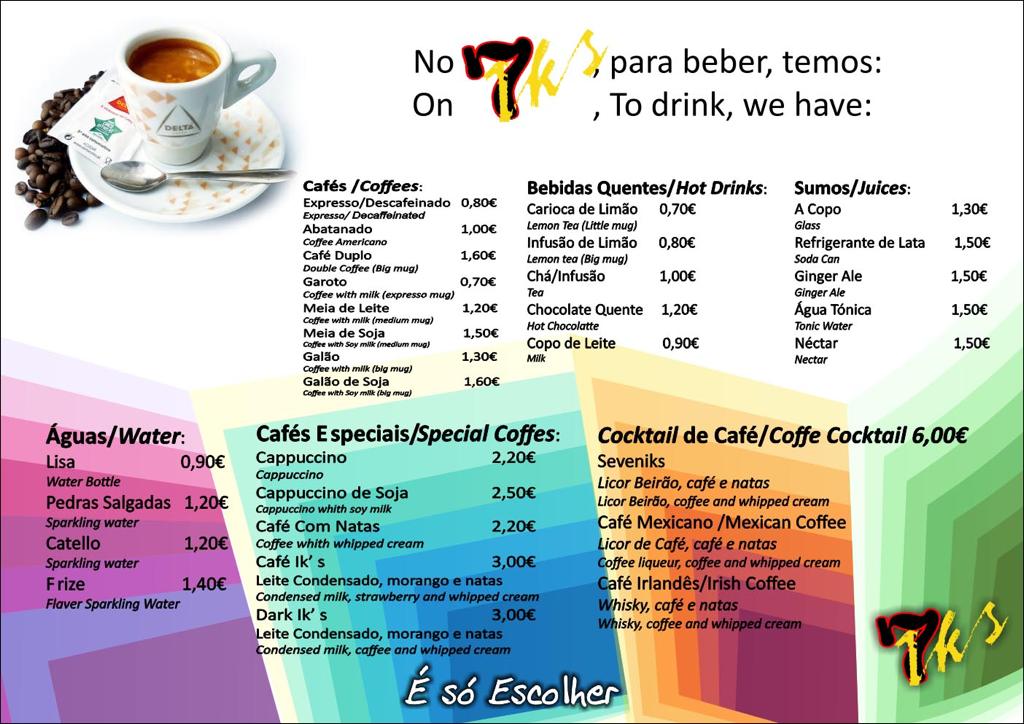 No 7Iks, para beber, temos:
On 7Iks, To drink, we have:
DELTA
Cafés /Coffees:
Expresso/Descafeinado 0,80€
Expresso/ Decaffeinated
Abatanado 1,00€
Coffee Americano
Café Duplo 1,60€
Double Coffee (Big mug)
Garoto 0,70€
Coffee with milk (expresso mug)
Meia de Leite 1,20€
Coffee with milk (medium mug)
Meia de Soja 1,50€
Coffee with Soy milk (medium mug)
Galão 1,30€
Coffee with milk (big mug)
Galão de Soja 1,60€
Coffee with Soy milk (big mug)
Bebidas Quentes/Hot Drinks:
Carioca de Limão 0,70€
Lemon Tea (Little mug)
Infusão de Limão 0,80€
Lemon tea (Big mug)
Chá/Infusão 1,00€
Tea
Chocolate Quente 1,20€
Hot Chocolatte
Copo de Leite 0,90€
Milk
Sumos/Juices:
A Copo 1,30€
Glass
Refrigerante de Lata 1,50€
Soda Can
Ginger Ale 1,50€
Ginger Ale
Água Tónica 1,50€
Tonic Water
Néctar 1,50€
Nectar
Águas/Water:
Lisa 0,90€
Water Bottle
Pedras Salgadas 1,20€
Sparkling water
Catello 1,20€
Sparkling water
Frize 1,40€
Flaver Sparkling Water
Cafés Especiais/Special Coffes:
Cappuccino 2,20€
Cappuccino
Cappuccino de Soja 2,50€
Cappuccino whith soy milk
Café Com Natas 2,20€
Coffee whith whipped cream
Café Ik' s 3,00€
Leite Condensado, morango e natas
Condensed milk, strawberry and whipped cream
Dark Ik' s 3,00€
Leite Condensado, morango e natas
Condensed milk, caffee and whipped cream
Cocktail de Café/Coffe Cocktail 6,00€
Seveniks
Licor Beirão, café e natas
Licor Beirão, coffee and whipped cream
Café Mexicano /Mexican Coffee
Licor de Café, café e natas
Coffee liqueur, coffee and whipped cream
Café Irlandês/Irish Coffee
Whisky, café e natas
Whisky, coffee and whipped cream
7Iks
É só Escolher